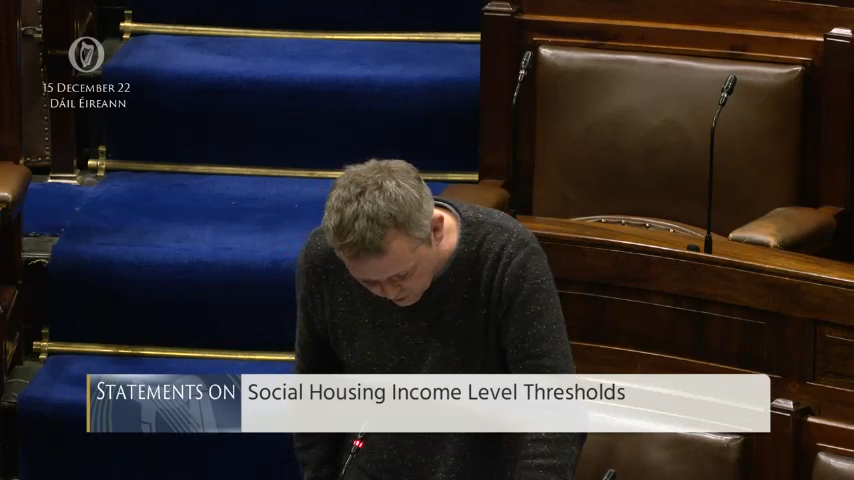 15 December 22
Dáil Éireann
Statements on
Social Housing Income Level Thresholds